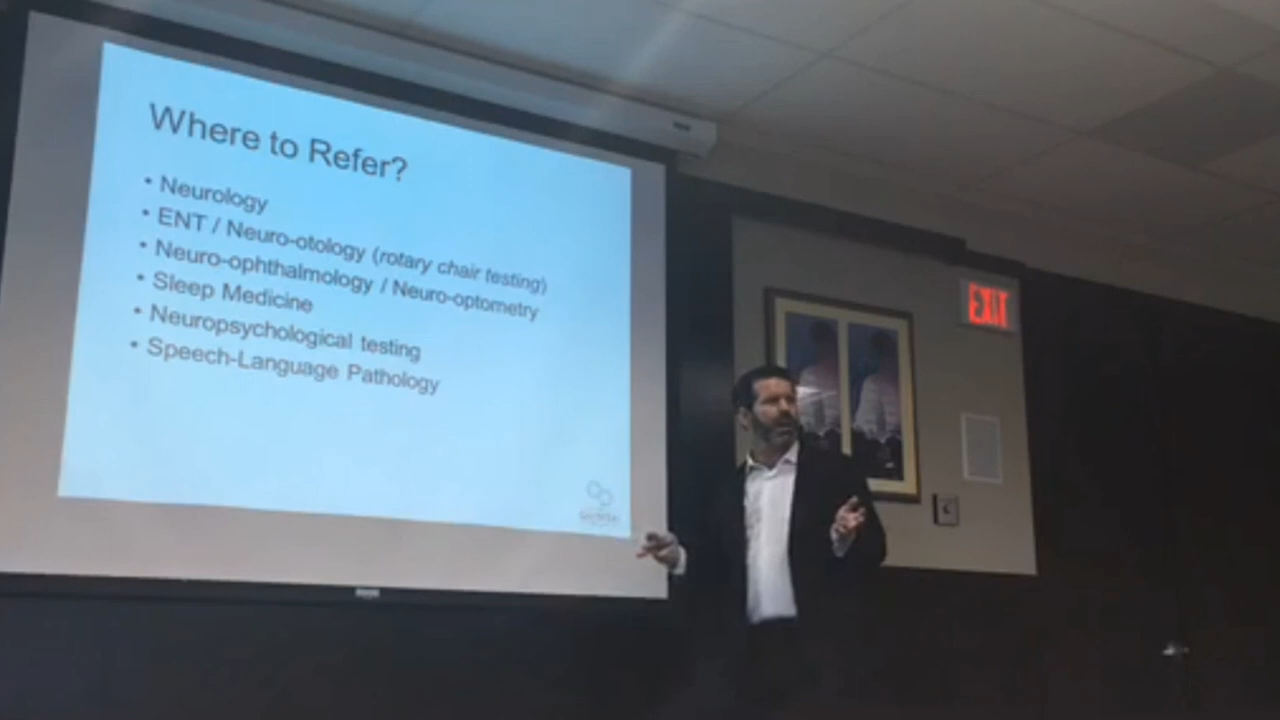 Where to Refer?
• Neurology
• ENT / Neuro-otology (rotary chair testing)
• Neuro-ophthalmology / Neuro-optometry
• Sleep Medicine
• Neuropsychological testing
• Speech-Language Pathology
EXIT